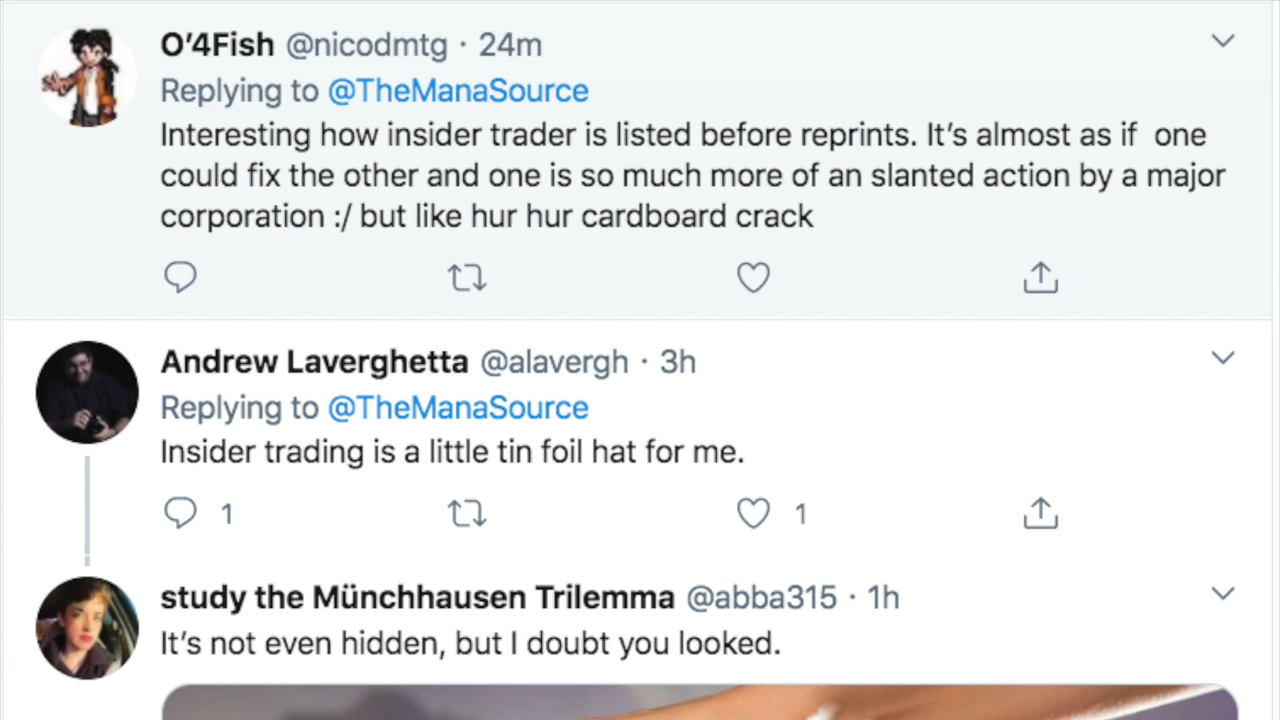 O'4Fish @nicodmtg · 24m
Replying to @TheManaSource
Interesting how insider trader is listed before reprints. It's almost as if  one
could fix the other and one is so much more of an slanted action by a major
corporation :/ but like hur hur cardboard crack
Andrew Laverghetta @alavergh · 3h
Replying to @TheManaSource
Insider trading is a little tin foil hat for me.
1 1
study the Münchhausen Trilemma @abba315 · 1h
It's not even hidden, but I doubt you looked.